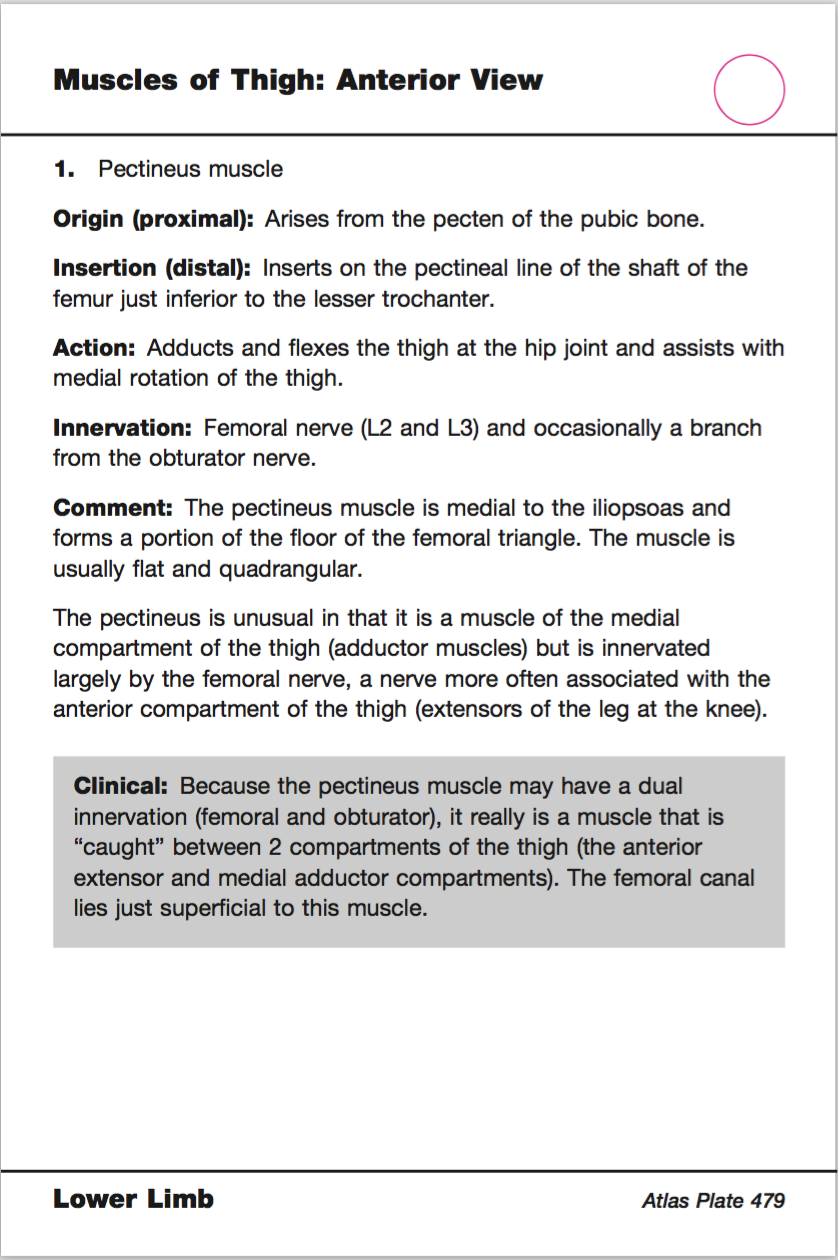 Muscles of Thigh: Anterior View
1. Pectineus muscle
Origin (proximal): Arises from the pecten of the pubic bone.
Insertion (distal): Inserts on the pectineal line of the shaft of the
femur just inferior to the lesser trochanter.
Action: Adducts and flexes the thigh at the hip joint and assists with
medial rotation of the thigh.
Innervation: Femoral nerve (L2 and L3) and occasionally a branch
from the obturator nerve.
Comment: The pectineus muscle is medial to the iliopsoas and
forms a portion of the floor of the femoral triangle. The muscle is
usually flat and quadrangular.
The pectineus is unusual in that it is a muscle of the medial
compartment of the thigh (adductor muscles) but is innervated
largely by the femoral nerve, a nerve more often associated with the
anterior compartment of the thigh (extensors of the leg at the knee).
Clinical: Because the pectineus muscle may have a dual
innervation (femoral and obturator), it really is a muscle that is
“caught” between 2 compartments of the thigh (the anterior
extensor and medial adductor compartments). The femoral canal
lies just superficial to this muscle.
Lower Limb
Atlas Plate 479